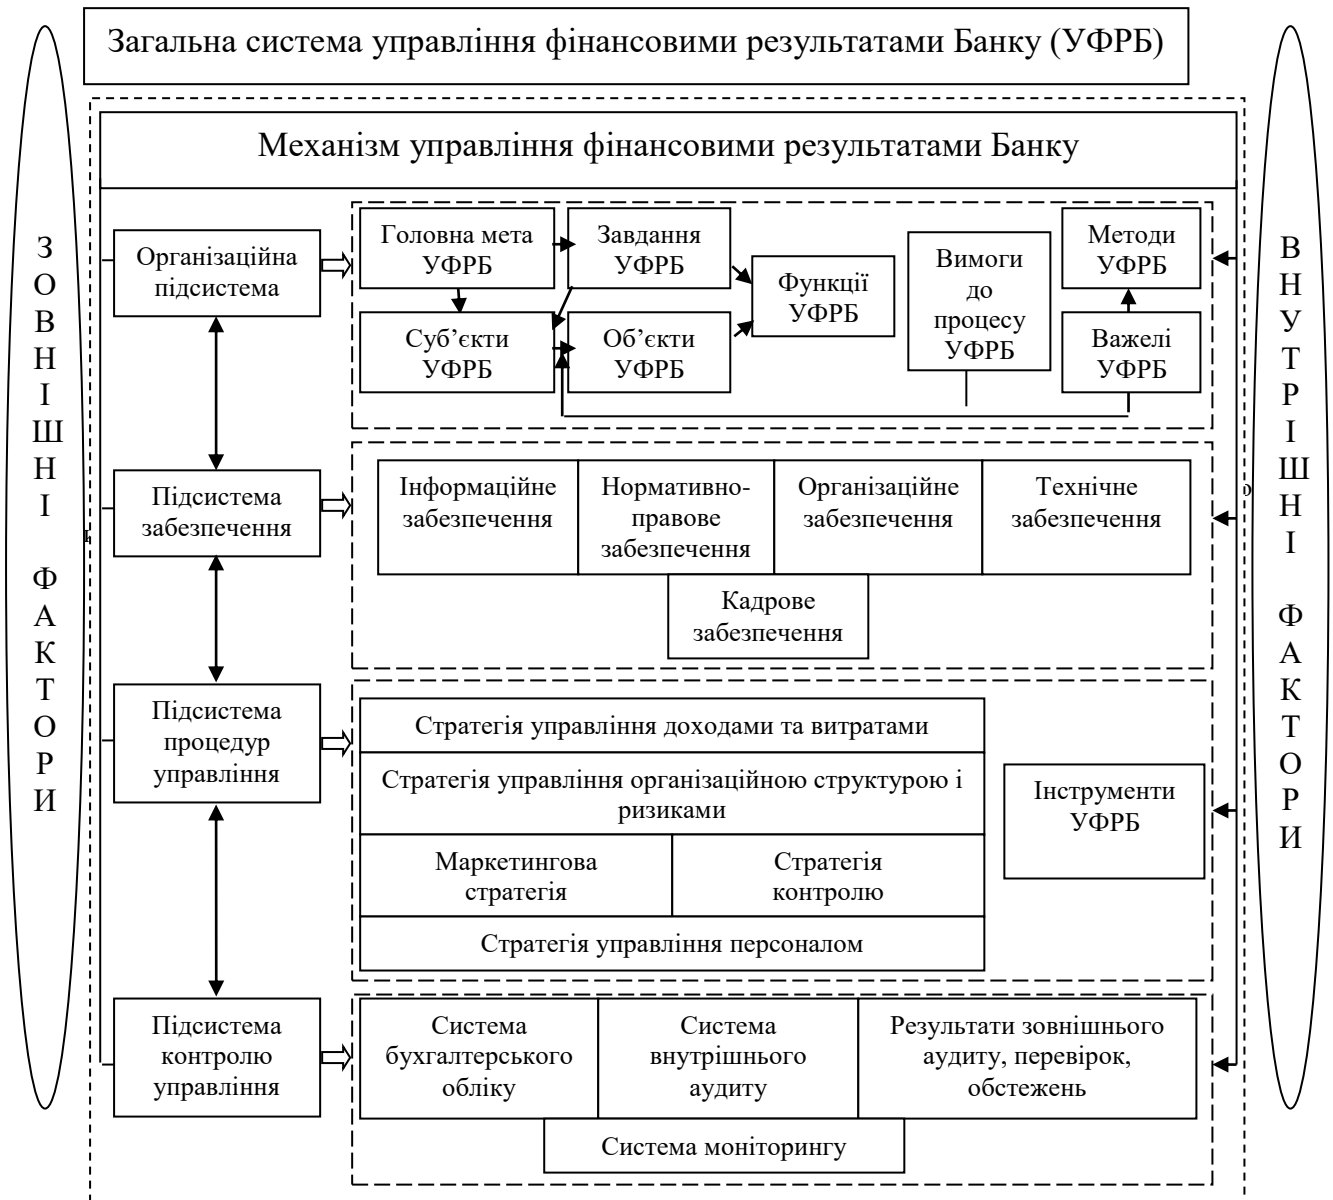 Загальна система управління фінансовими результатами Банку (УФРБ)
Механізм управління фінансовими результатами Банку
ЗОВНІШНІ ФАКТОРИ
Організаційна
підсистема
Головна мета
УФРБ
Завдання
УФРБ
Функції
УФРБ
Суб’єкти
УФРБ
Об’єкти
УФРБ
Вимоги
до
процесу
УФРБ
Методи
УФРБ
Важелі
УФРБ
Підсистема
забезпечення
Інформаційне
забезпечення
Нормативно-
правове
забезпечення
Організаційне
забезпечення
Технічне
забезпечення
Кадрове
забезпечення
Підсистема
процедур
управління
Стратегія управління доходами та витратами
Стратегія управління організаційною структурою і
ризиками
Маркетингова
стратегія
Стратегія
контролю
Стратегія управління персоналом
Інструменти
УФРБ
Підсистема
контролю
управління
Система
бухгалтерського
обліку
Система
внутрішнього
аудиту
Результати зовнішнього
аудиту, перевірок,
обстежень
Система моніторингу
ВНУТРІШНІ ФАКТОРИ